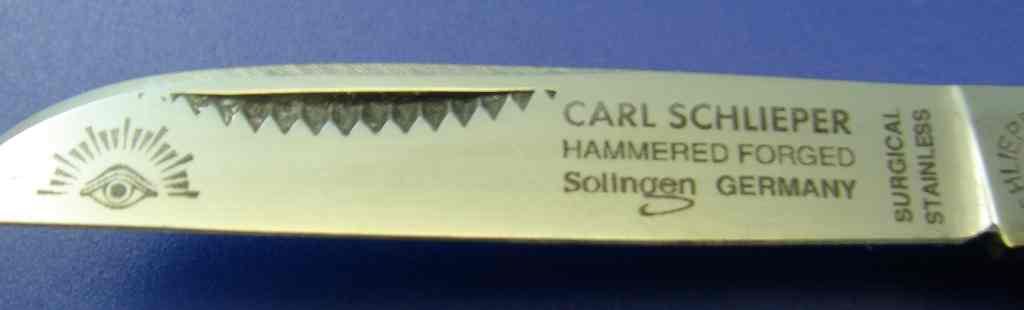 CARL SCHLIEPER
HAMMERED FORGED
Solingen GERMANY
SURGICAL
STAINLESS